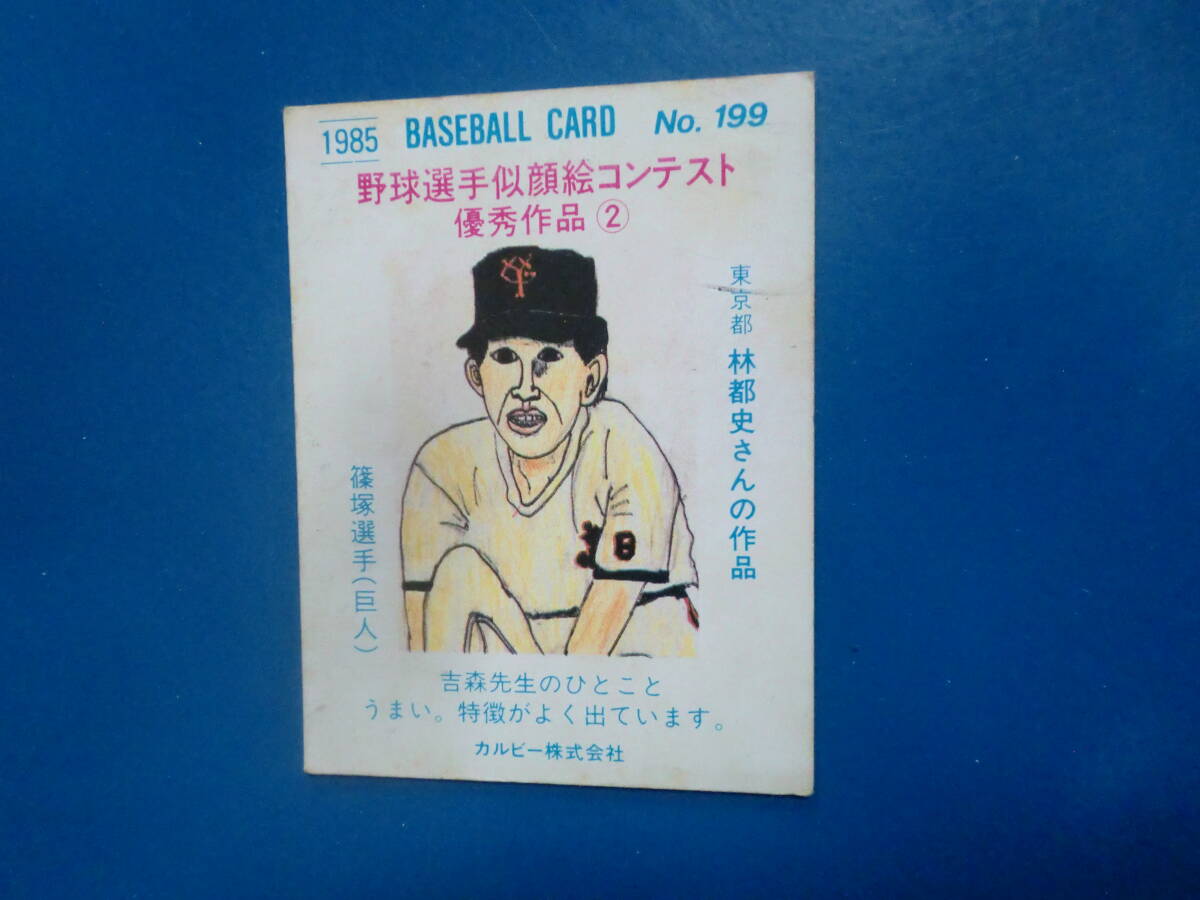 1985 BASEBALL CARD No. 199
野球選手似顔絵コンテスト
優秀作品②
東京都 林都史さんの作品
YG
8
篠塚選手(巨人)
吉森先生のひとこと
うまい。特徴がよく出ています。
カルビー株式会社